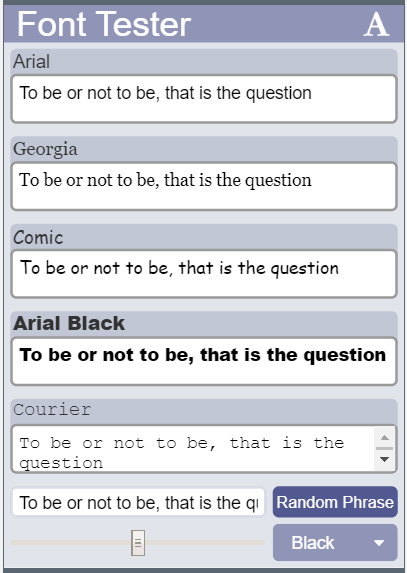 Font Tester A
Arial
To be or not to be, that is the question
Georgia
To be or not to be, that is the question
Comic
To be or not to be, that is the question
Arial Black
To be or not to be, that is the question
Courier
To be or not to be, that is the
question
To be or not to be, that is the q Random Phrase
Black